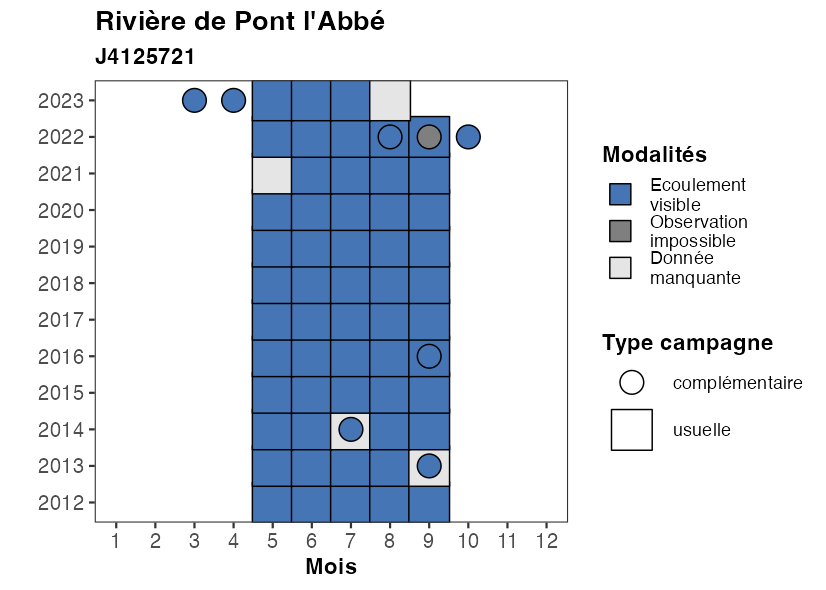 Rivière de Pont l'Abbé
J4125721
2023
2022
2021
2020
2019
2018
2017
2016
2015
2014
2013
2012
1 2 3 4 5 6 7 8 9 10 11 12
Mois
Modalités
Ecoulement
visible
Observation
impossible
Donnée
manquante
Type campagne
complémentaire
usuelle